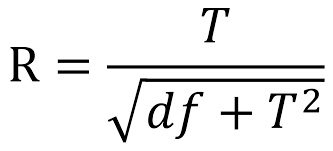 R = T / √(df + T²)